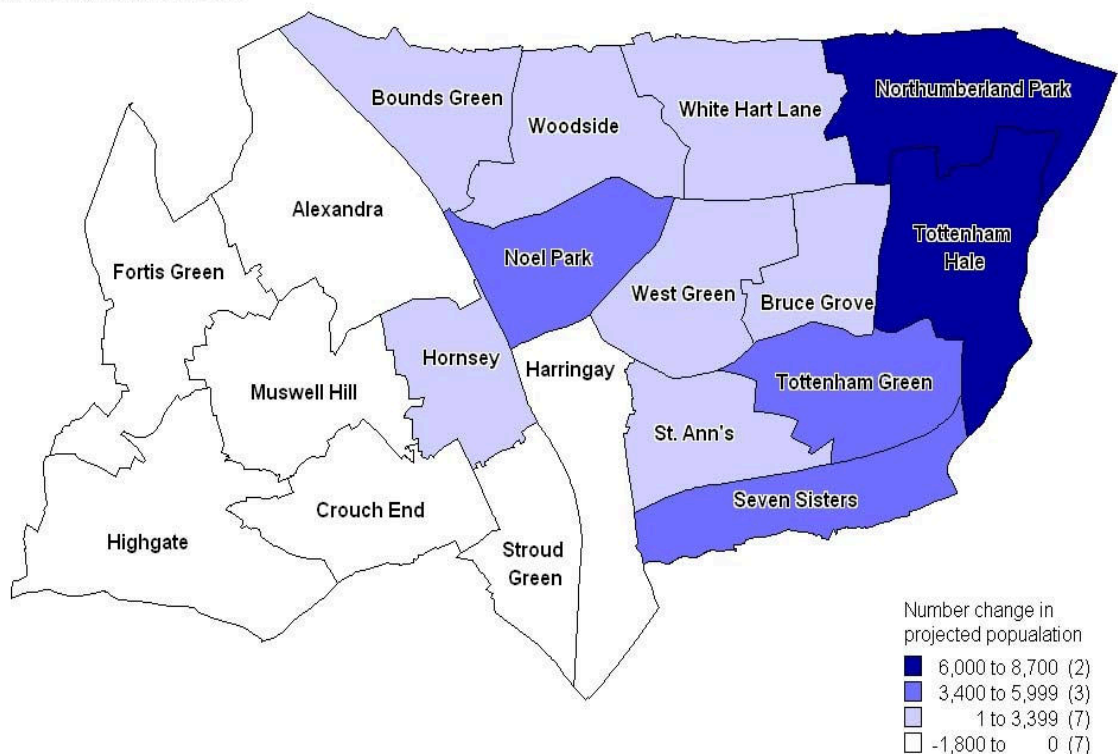 Bounds Green
Woodside
White Hart Lane
Northumberland Park
Alexandra
Fortis Green
Noel Park
West Green
Bruce Grove
Tottenham
Hale
Hornsey
Harringay
Muswell Hill
Tottenham Green
St. Ann's
Seven Sisters
Crouch End
Highgate
Stroud
Green
Number change in
projected popualation
6,000 to 8,700 (2)
3,400 to 5,999 (3)
1 to 3,399 (7)
-1,800 to 0 (7)